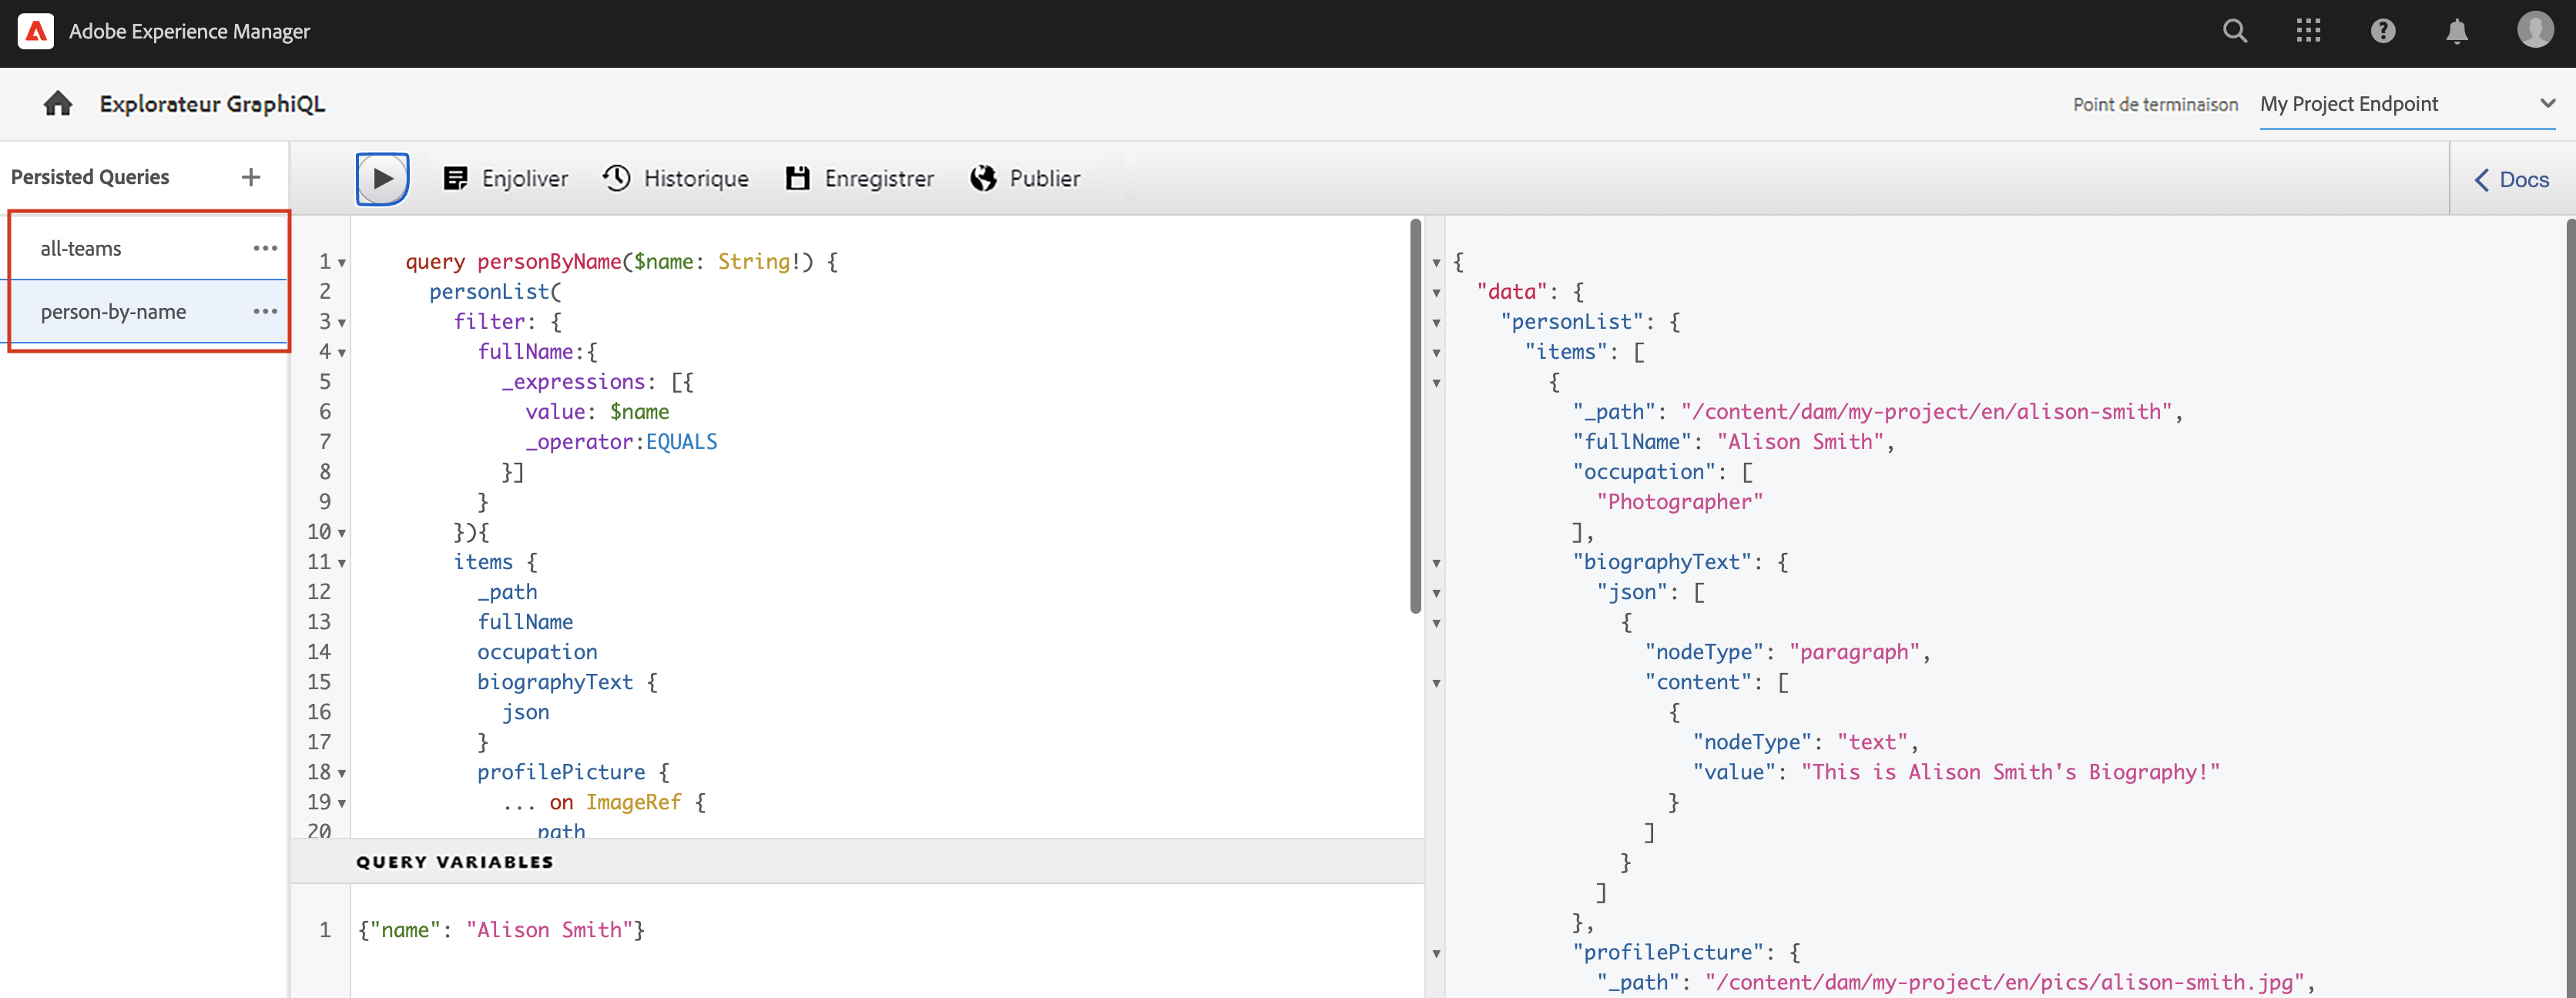 Adobe Experience Manager
Explorateur GraphiQL
Point de terminaison
My Project Endpoint
Persisted Queries
Enjoliver
Historique
Enregistrer
Publier
Docs
all-teams
person-by-name
1 query personByName($name: String!) {
2 personList(
3 filter: {
4 fullName:{
5 _expressions: [{
6 value: $name
7 _operator:EQUALS
8 }]
9 }
10 }){
11 items {
12 _path
13 fullName
14 occupation
15 biographyText {
16 json
17 }
18 profilePicture {
19 ... on ImageRef {
20 _path
QUERY VARIABLES
1 {"name": "Alison Smith"}
{
"data": {
"personList": {
"items": [
{
"_path": "/content/dam/my-project/en/alison-smith",
"fullName": "Alison Smith",
"occupation": [
"Photographer"
],
"biographyText": {
"json": [
{
"nodeType": "paragraph",
"content": [
{
"nodeType": "text",
"value": "This is Alison Smith's Biography!"
}
]
}
]
},
"profilePicture": {
"_path": "/content/dam/my-project/en/pics/alison-smith.jpg",